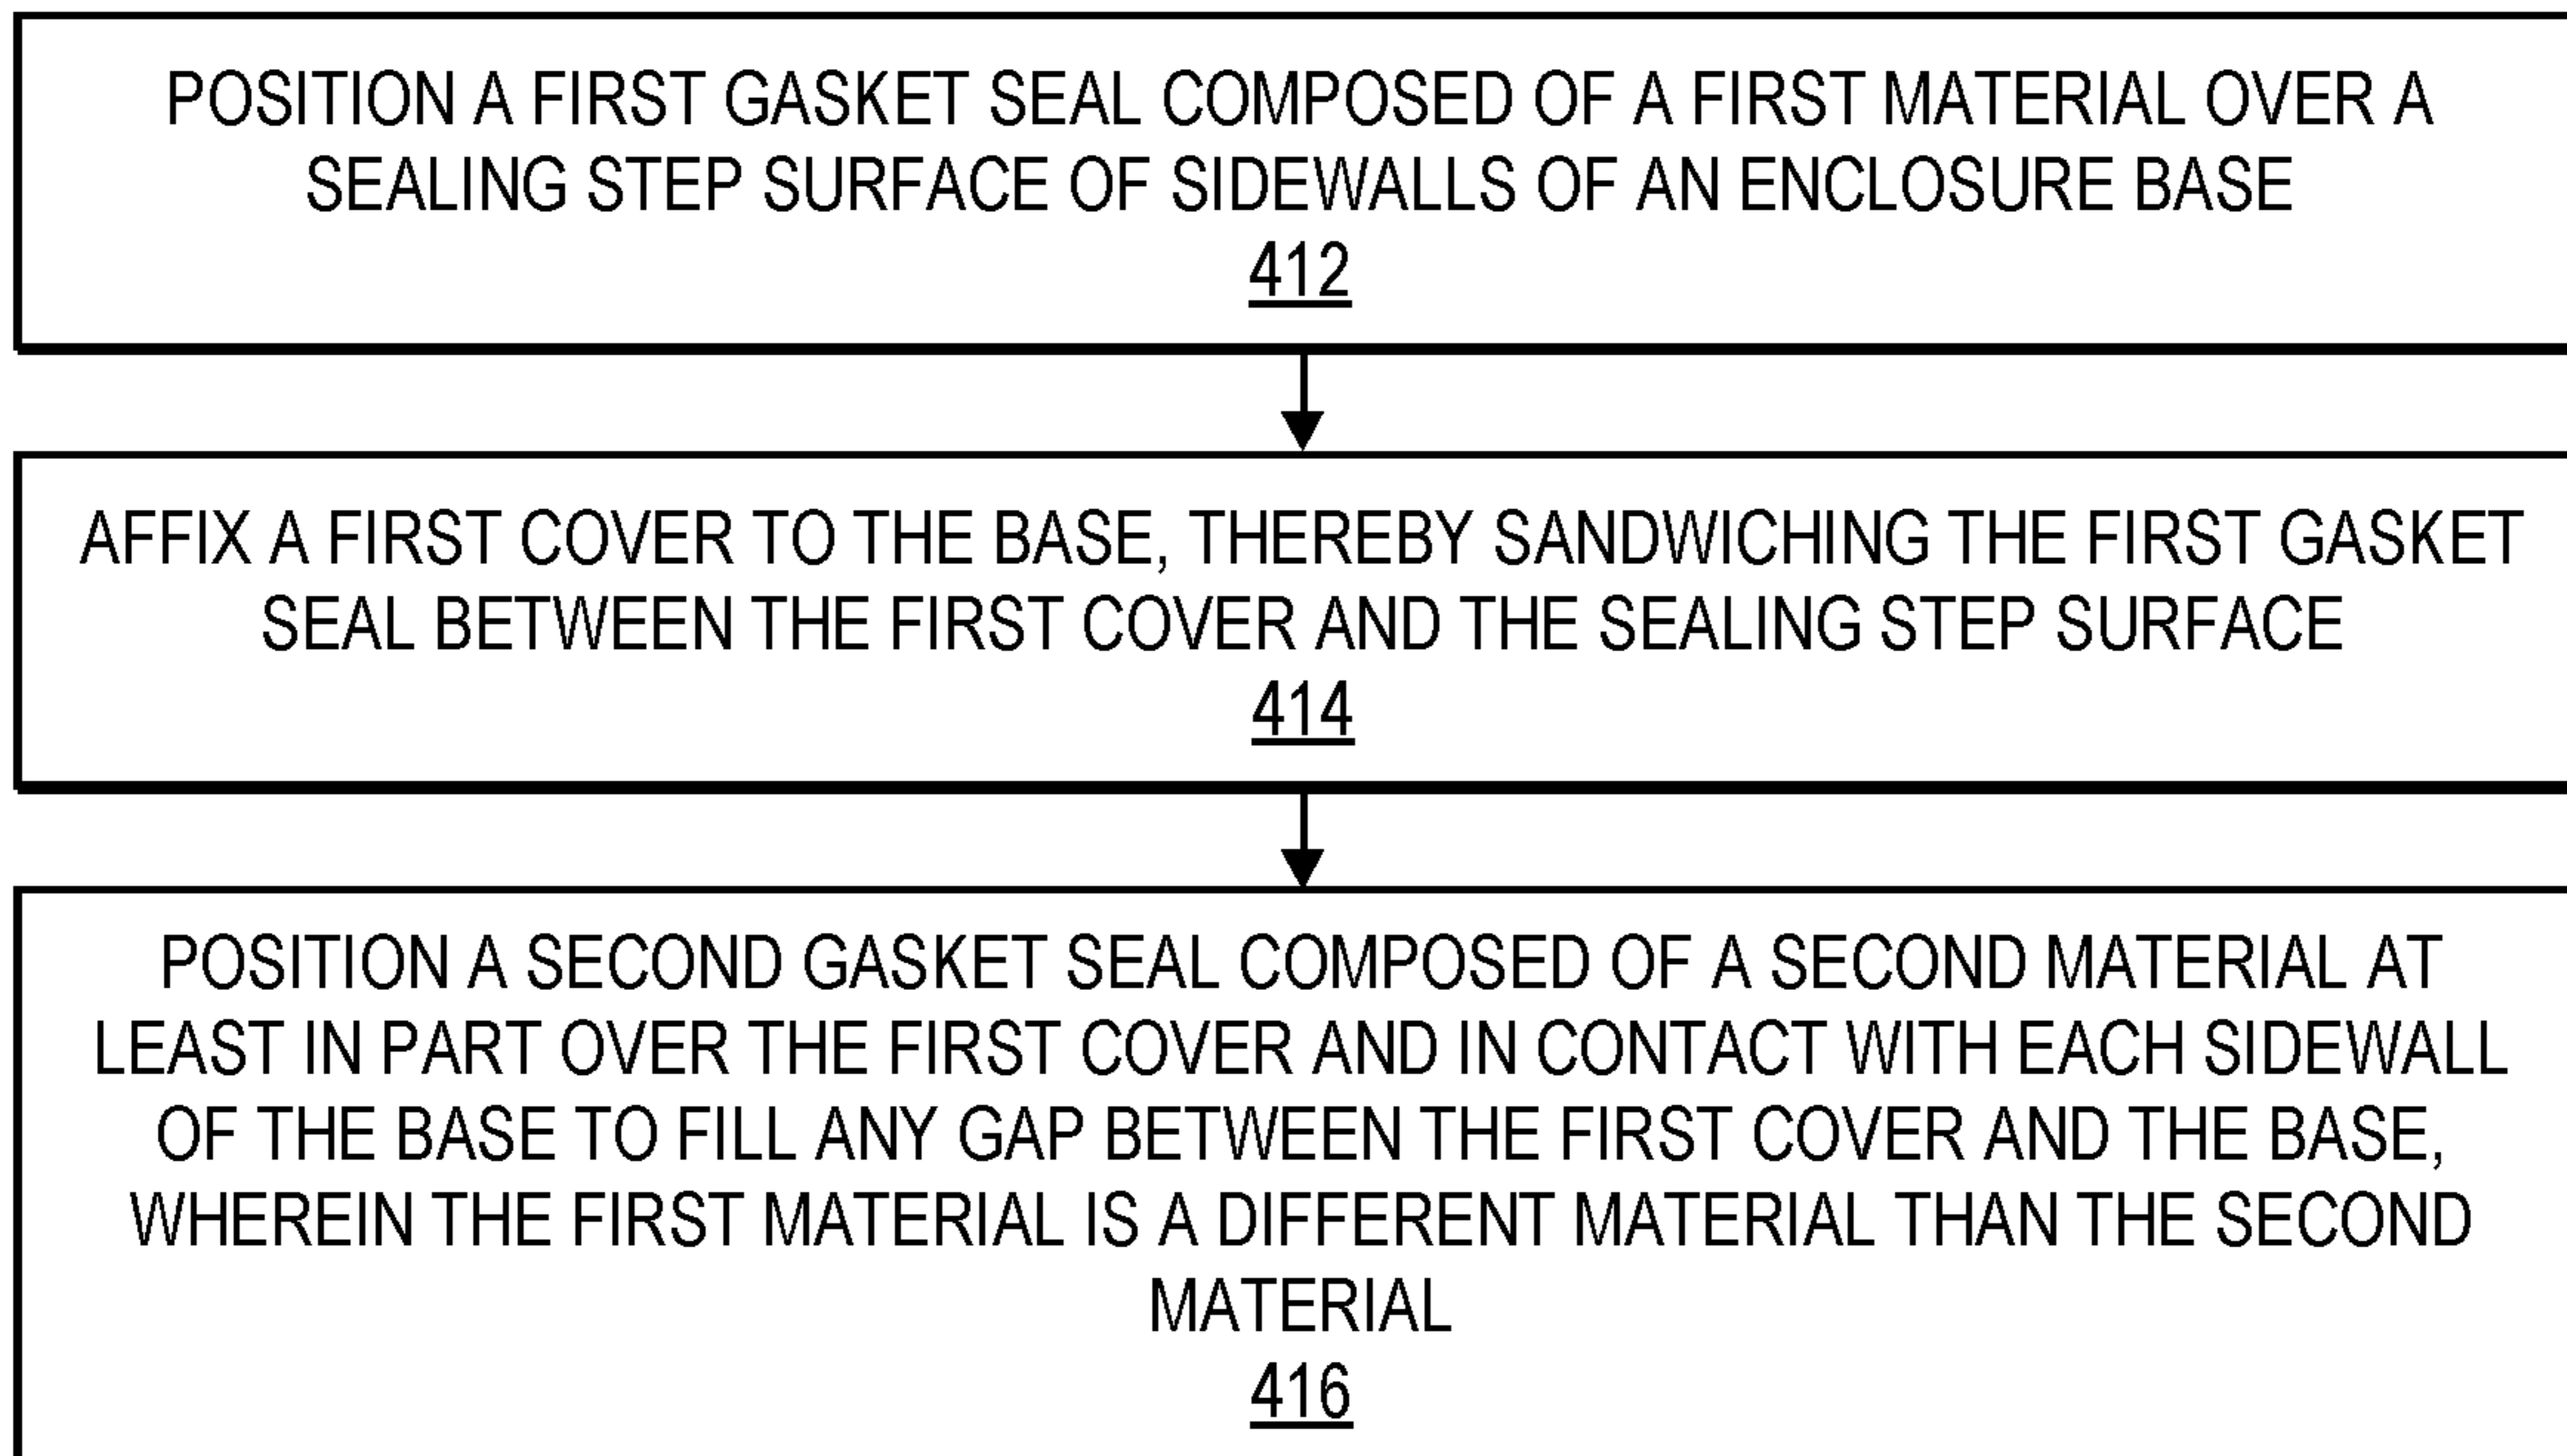 POSITION A FIRST GASKET SEAL COMPOSED OF A FIRST MATERIAL OVER A
SEALING STEP SURFACE OF SIDEWALLS OF AN ENCLOSURE BASE
412
AFFIX A FIRST COVER TO THE BASE, THEREBY SANDWICHING THE FIRST GASKET
SEAL BETWEEN THE FIRST COVER AND THE SEALING STEP SURFACE
414
POSITION A SECOND GASKET SEAL COMPOSED OF A SECOND MATERIAL AT
LEAST IN PART OVER THE FIRST COVER AND IN CONTACT WITH EACH SIDEWALL
OF THE BASE TO FILL ANY GAP BETWEEN THE FIRST COVER AND THE BASE,
WHEREIN THE FIRST MATERIAL IS A DIFFERENT MATERIAL THAN THE SECOND
MATERIAL
416